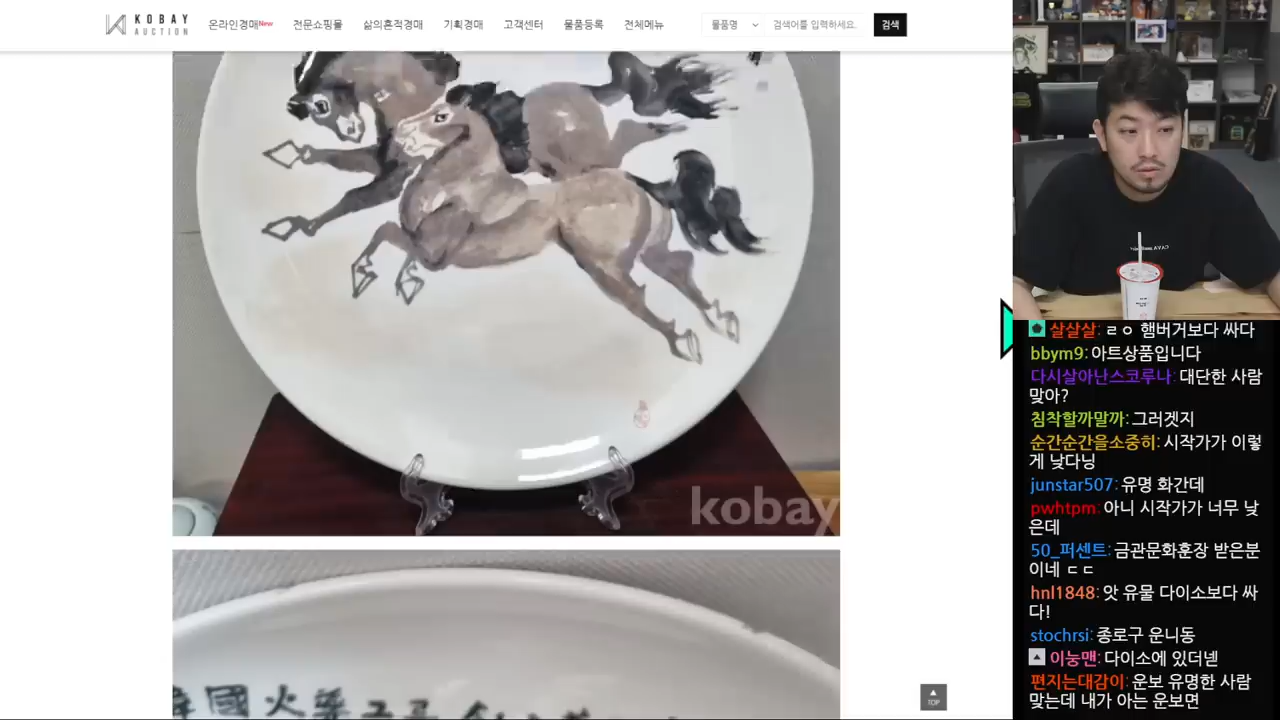 KOBAY
AUCTION
온라인경매New 전문쇼핑몰 삶의흔적경매 기획경매 고객센터 물품등록 전체메뉴
물품명 검색어를 입력하세요. 검색
kobay
韓國火藥
TOP
살살살: ㄹㅇ 햄버거보다 싸다
bbym9: 아트상품입니다
다시살아난스코루나: 대단한 사람
맞아?
침착할까말까: 그러겟지
순간순간을소중히: 시작가가 이렇
게 낮다닝
junstar507: 유명 화간데
pwhtpm: 아니 시작가가 너무 낮
은데
50_퍼센트: 금관문화훈장 받은분
이네 ㄷㄷ
hnl1848: 앗 유물 다이소보다 싸
다!
stochrsi: 종로구 운니동
이눙맨: 다이소에 있더넨
편지는대감이: 운보 유명한 사람
맞는데 내가 아는 운보면